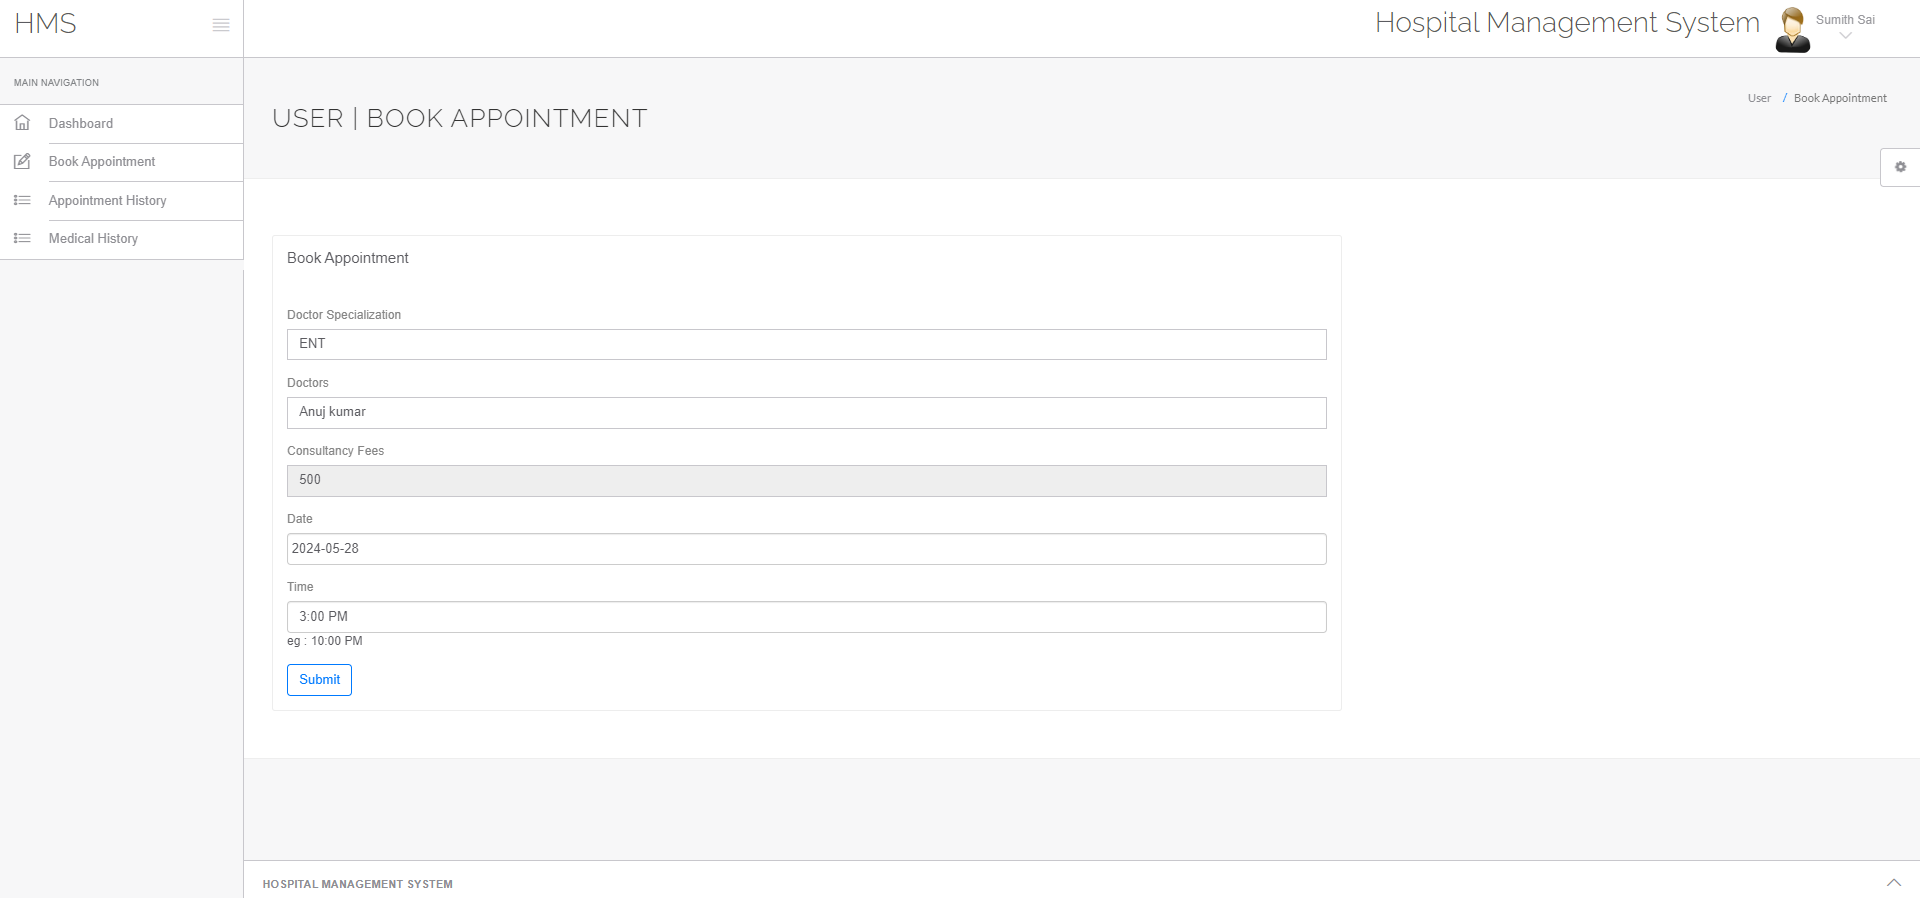 HMS
Hospital Management System
Sumith Sai
MAIN NAVIGATION
Dashboard
Book Appointment
Appointment History
Medical History
USER | BOOK APPOINTMENT
User / Book Appointment
Book Appointment
Doctor Specialization
ENT
Doctors
Anuj kumar
Consultancy Fees
500
Date
2024-05-28
Time
3:00 PM
eg : 10:00 PM
Submit
HOSPITAL MANAGEMENT SYSTEM